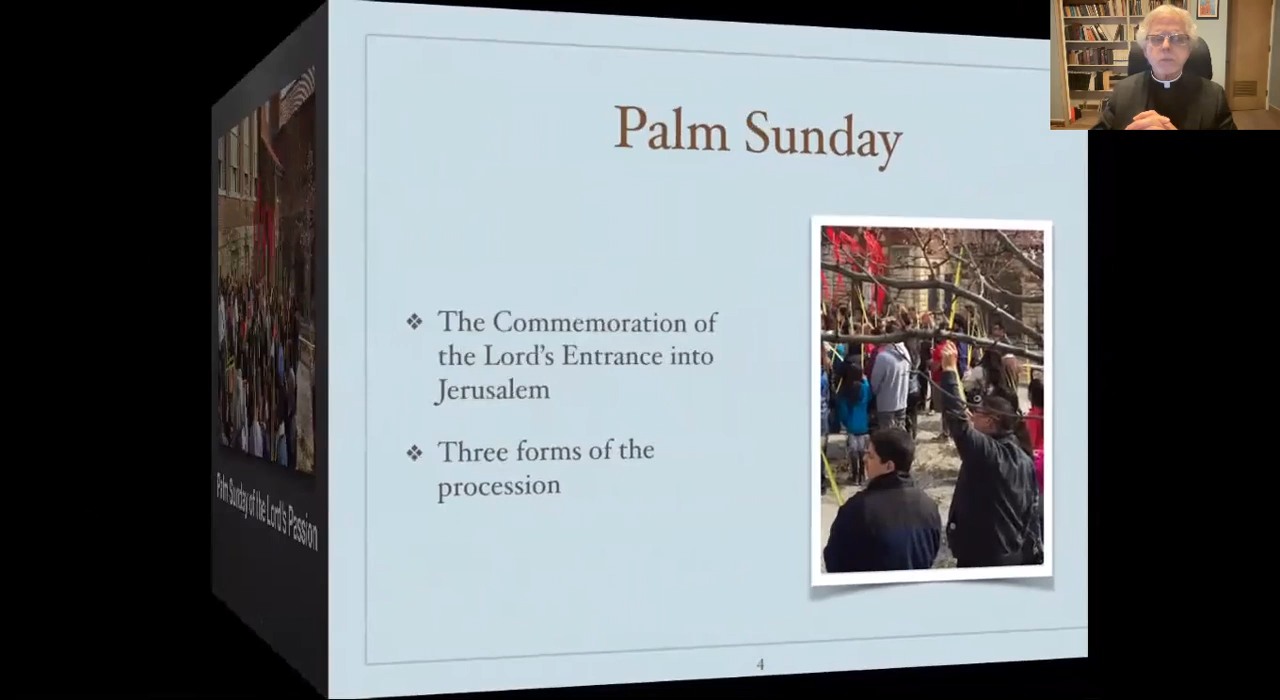 Palm Sunday
❖ The Commemoration of
the Lord's Entrance into
Jerusalem
❖ Three forms of the
procession
4
Palm Sunday of the Lord's Passion